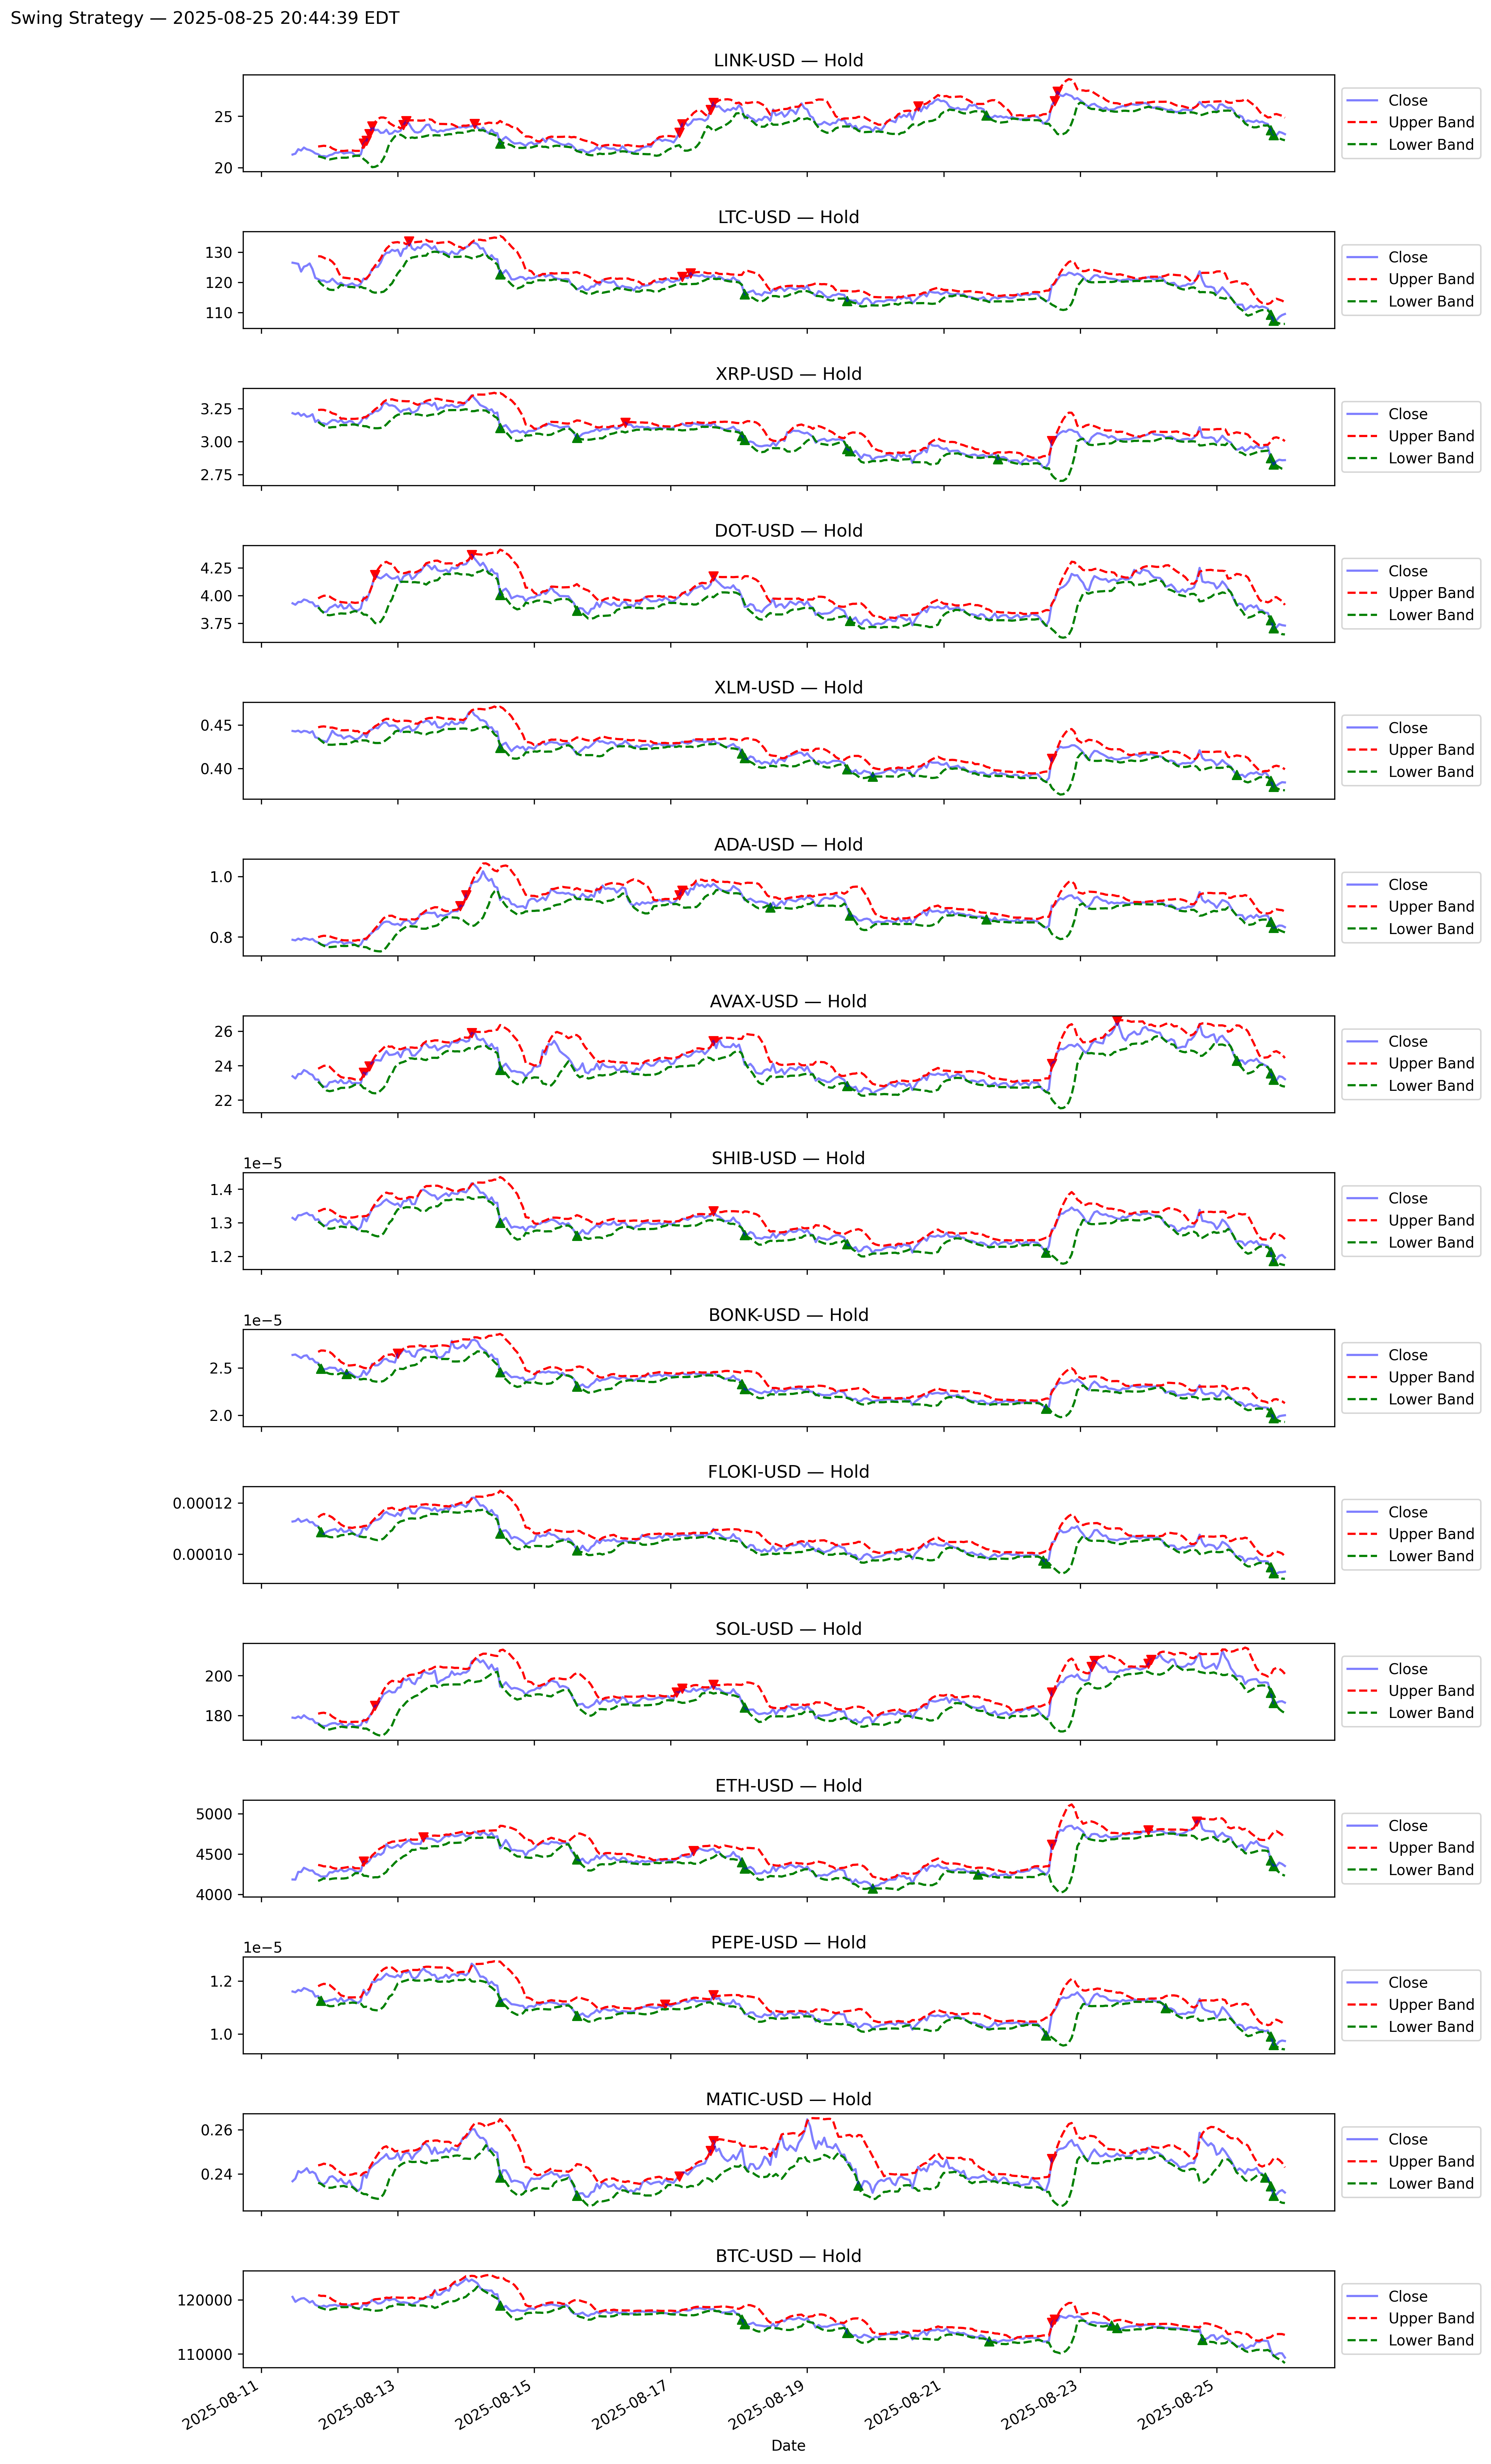 Swing Strategy — 2025-08-25 20:44:39 EDT
LINK-USD — Hold
25
20
Close
Upper Band
Lower Band
LTC-USD — Hold
130
120
110
Close
Upper Band
Lower Band
XRP-USD — Hold
3.25
3.00
2.75
Close
Upper Band
Lower Band
DOT-USD — Hold
4.25
4.00
3.75
Close
Upper Band
Lower Band
XLM-USD — Hold
0.45
0.40
Close
Upper Band
Lower Band
ADA-USD — Hold
1.0
0.8
Close
Upper Band
Lower Band
AVAX-USD — Hold
26
24
22
Close
Upper Band
Lower Band
SHIB-USD — Hold
1e−5
1.4
1.3
1.2
Close
Upper Band
Lower Band
BONK-USD — Hold
1e−5
2.5
2.0
Close
Upper Band
Lower Band
FLOKI-USD — Hold
0.00012
0.00010
Close
Upper Band
Lower Band
SOL-USD — Hold
200
180
Close
Upper Band
Lower Band
ETH-USD — Hold
5000
4500
4000
Close
Upper Band
Lower Band
PEPE-USD — Hold
1e−5
1.2
1.0
Close
Upper Band
Lower Band
MATIC-USD — Hold
0.26
0.24
Close
Upper Band
Lower Band
BTC-USD — Hold
120000
110000
Close
Upper Band
Lower Band
2025-08-11
2025-08-13
2025-08-15
2025-08-17
2025-08-19
2025-08-21
2025-08-23
2025-08-25
Date